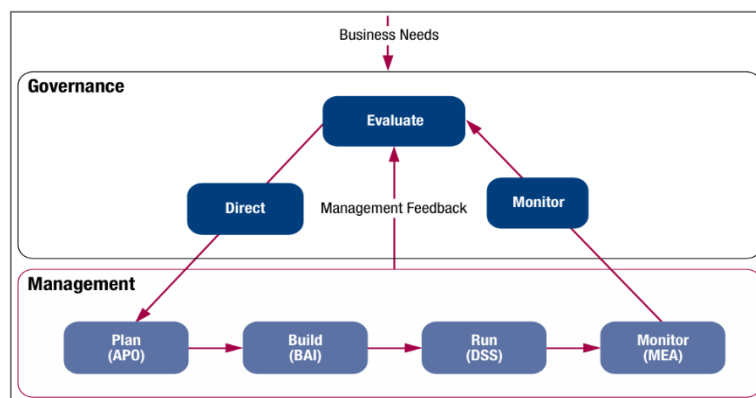 Business Needs
Governance
Evaluate
Direct
Management Feedback
Monitor
Management
Plan
(APO)
Build
(BAI)
Run
(DSS)
Monitor
(MEA)